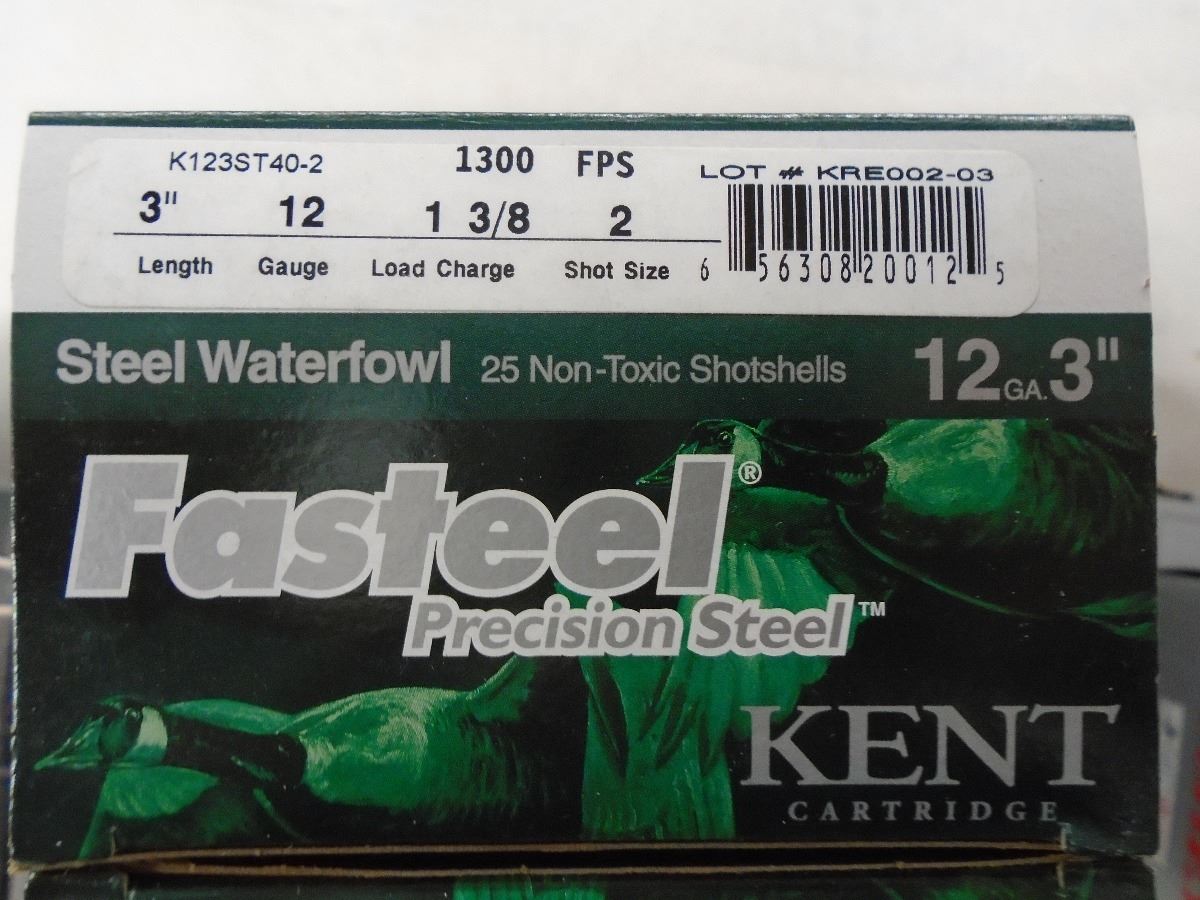 K123ST40-2 1300 FPS LOT # KRE002-03
3" 12 1 3/8 2
Length Gauge Load Charge Shot Size
6 56308 20012 5
Steel Waterfowl 25 Non-Toxic Shotshells 12 GA. 3"
Fasteel®
Precision Steel™
KENT
CARTRIDGE